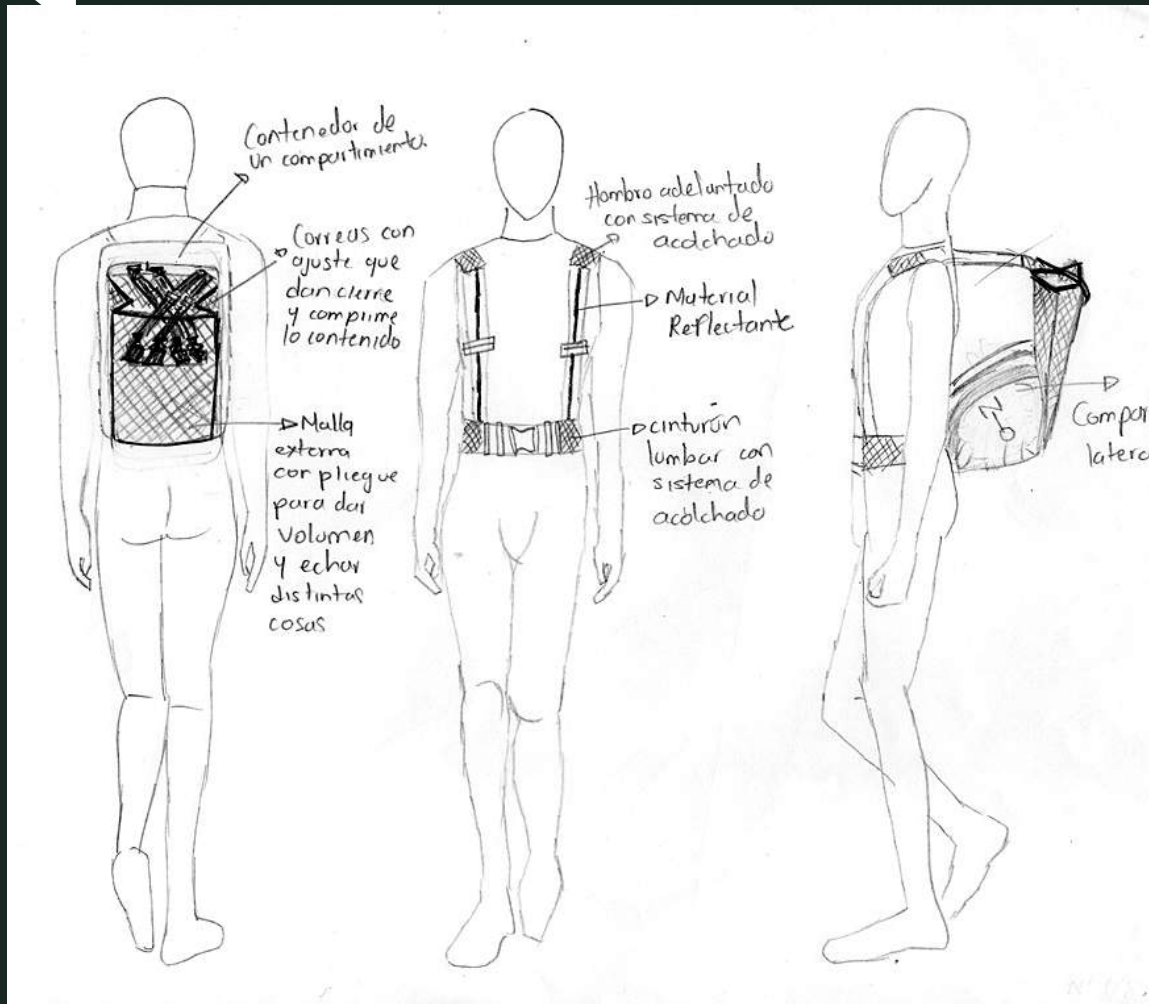 Contenedor de
un compartimiento.
Correas con
ajuste que
dan cierre
y comprime
lo contenido
Malla
externa
con pliegue
para dar
volumen
y echar
distintas
cosas
Hombro adelantado
con sistema de
acolchado
Material
Reflectante
cinturón
lumbar con
sistema de
acolchado
Compar
latera